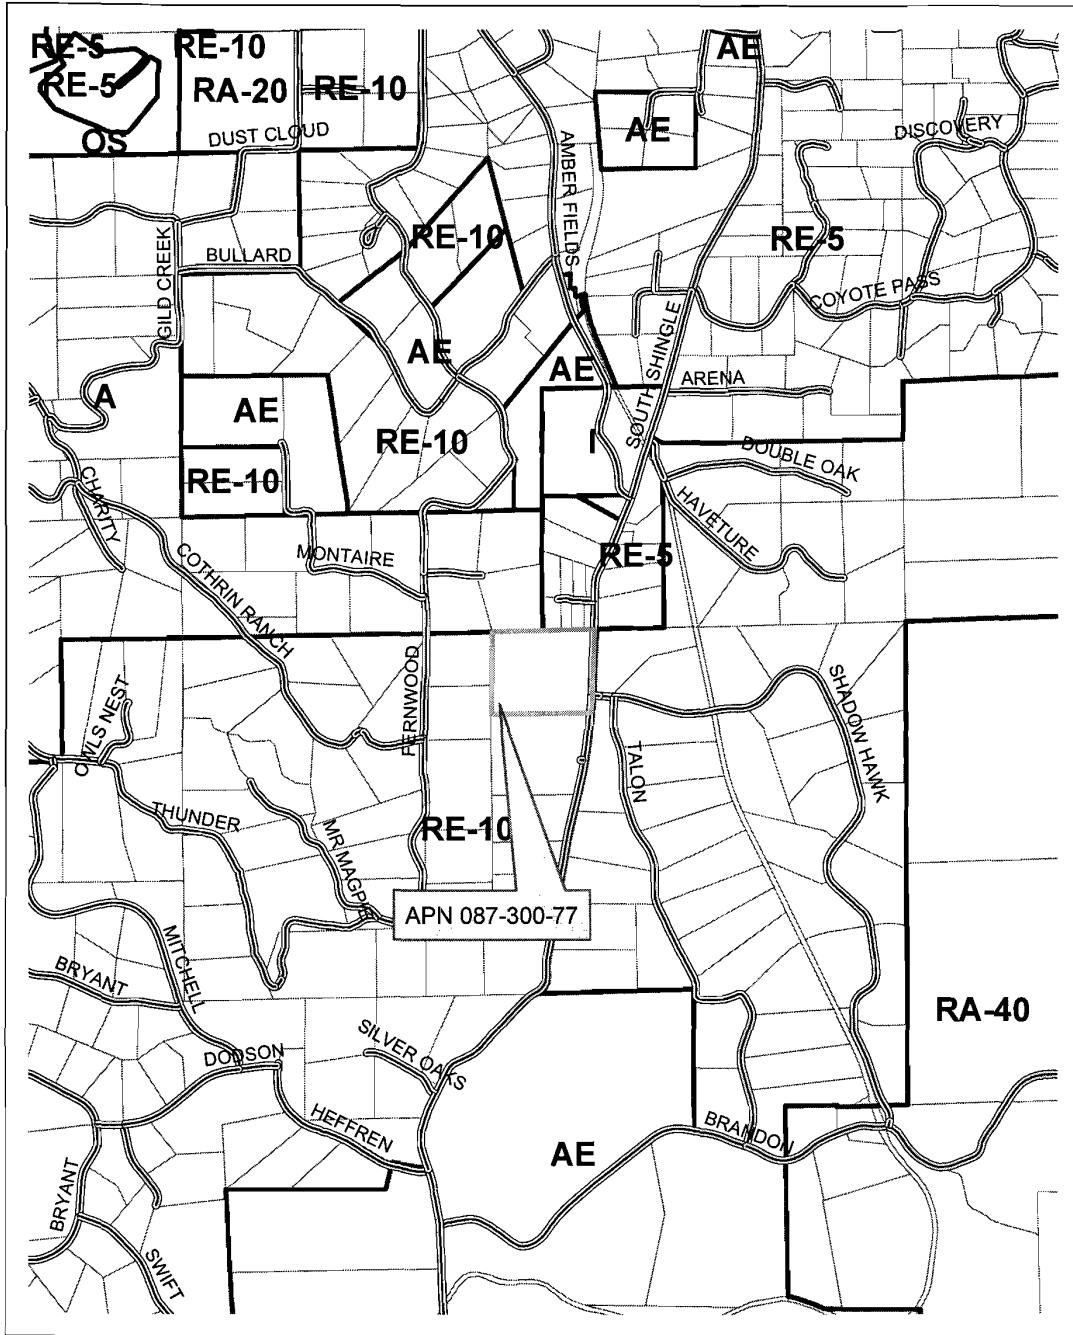 RE-5
RE-10
AE
RE-5
RA-20
RE-10
OS
DUST CLOUD
AMBER FIELDS
AE
DISCOVERY
GILD CREEK
BULLARD
RE-10
RE-5
COYOTE PASS
SOUTH SHINGLE
AE
AE
ARENA
A
AE
RE-10
I
DOUBLE OAK
RE-10
CHARITY
HAVETURE
COTHRIN RANCH
MONTAIRE
RE-5
OWLS NEST
FERNWOOD
SHADOW HAWK
TALON
THUNDER
MR MAGPIE
RE-10
APN 087-300-77
MITCHELL
BRYANT
RA-40
DODSON
SILVER OAKS
HEFFREN
BRANDON
AE
BRYANT
SWIFT